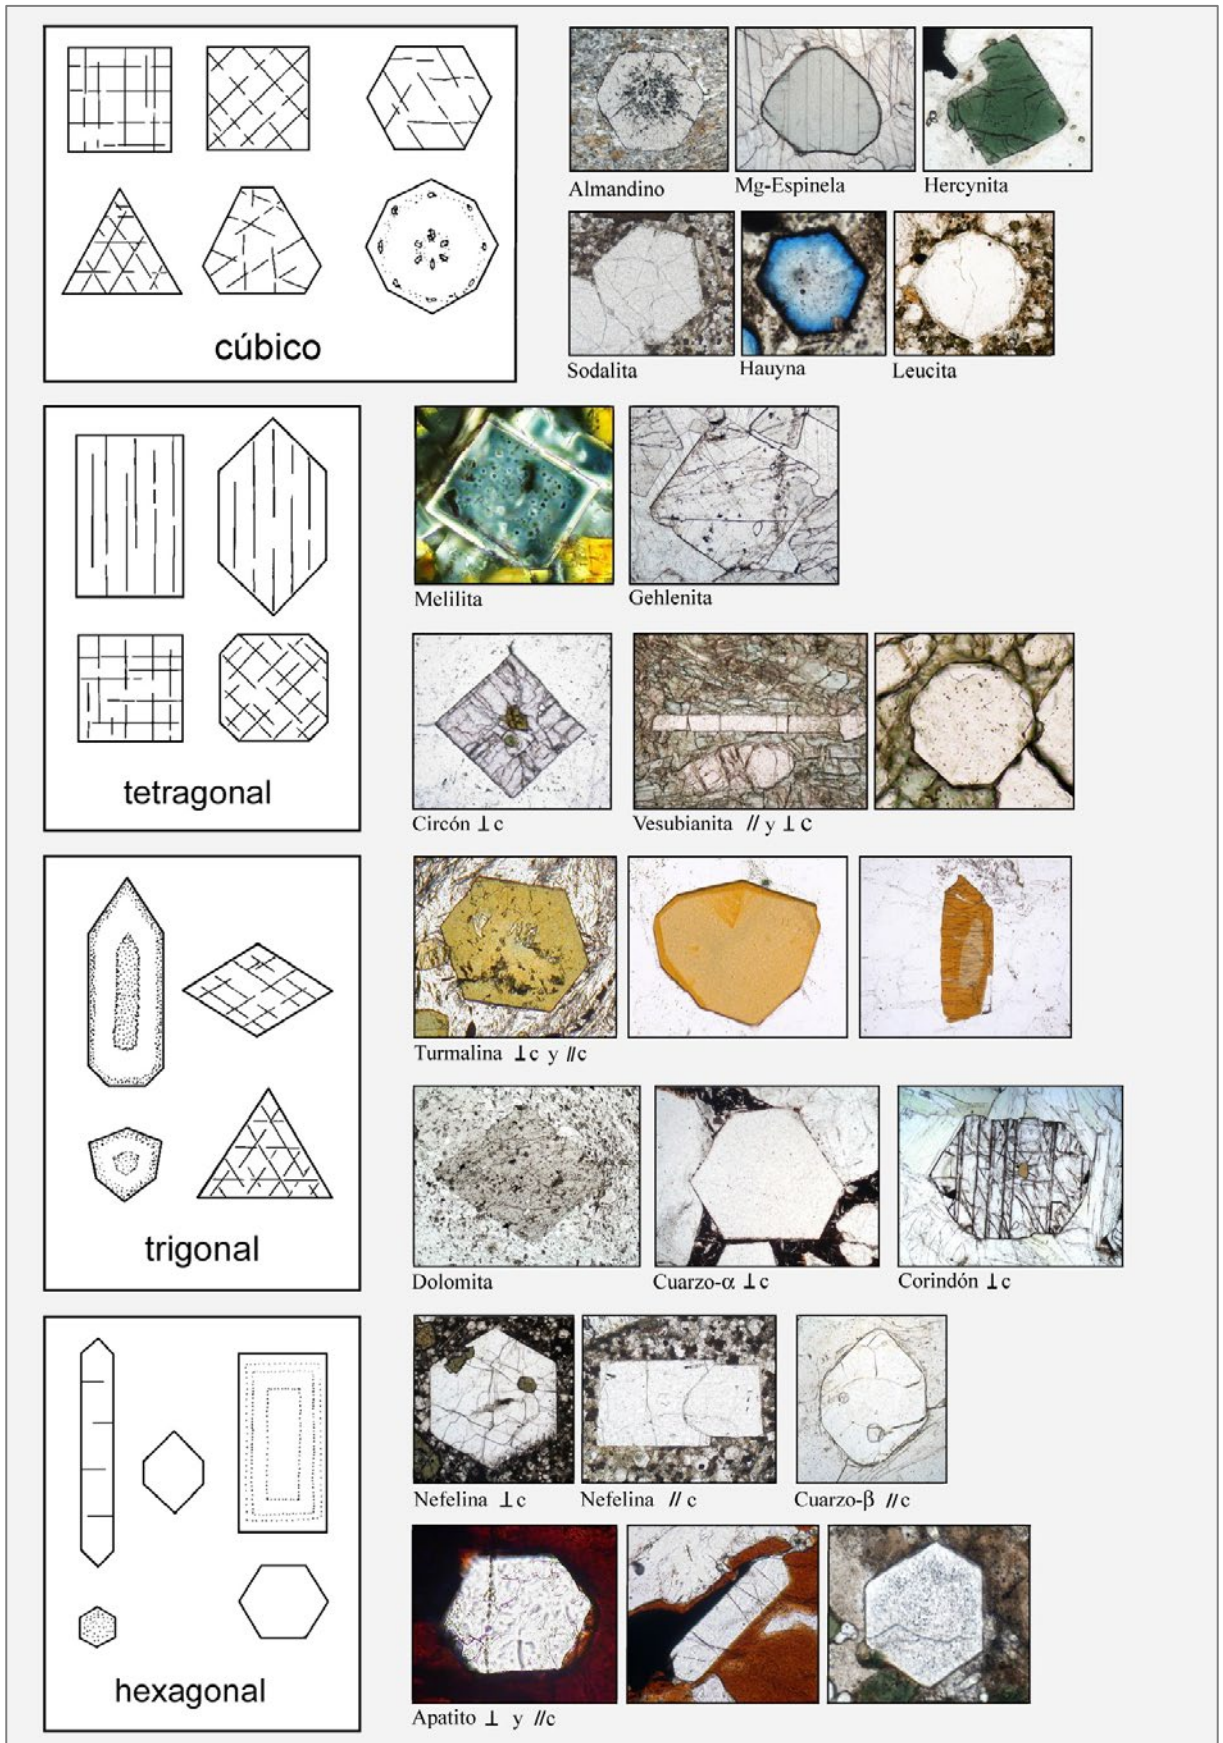 Almandino
Mg-Espinela
Hercynita
Sodalita
Hauyna
Leucita
cúbico
Melilita
Gehlenita
Circón ⊥ c
Vesubianita // y ⊥ c
tetragonal
Turmalina ⊥c y //c
Dolomita
Cuarzo-α ⊥c
Corindón ⊥c
trigonal
Nefelina ⊥c
Nefelina // c
Cuarzo-β //c
Apatito ⊥ y //c
hexagonal